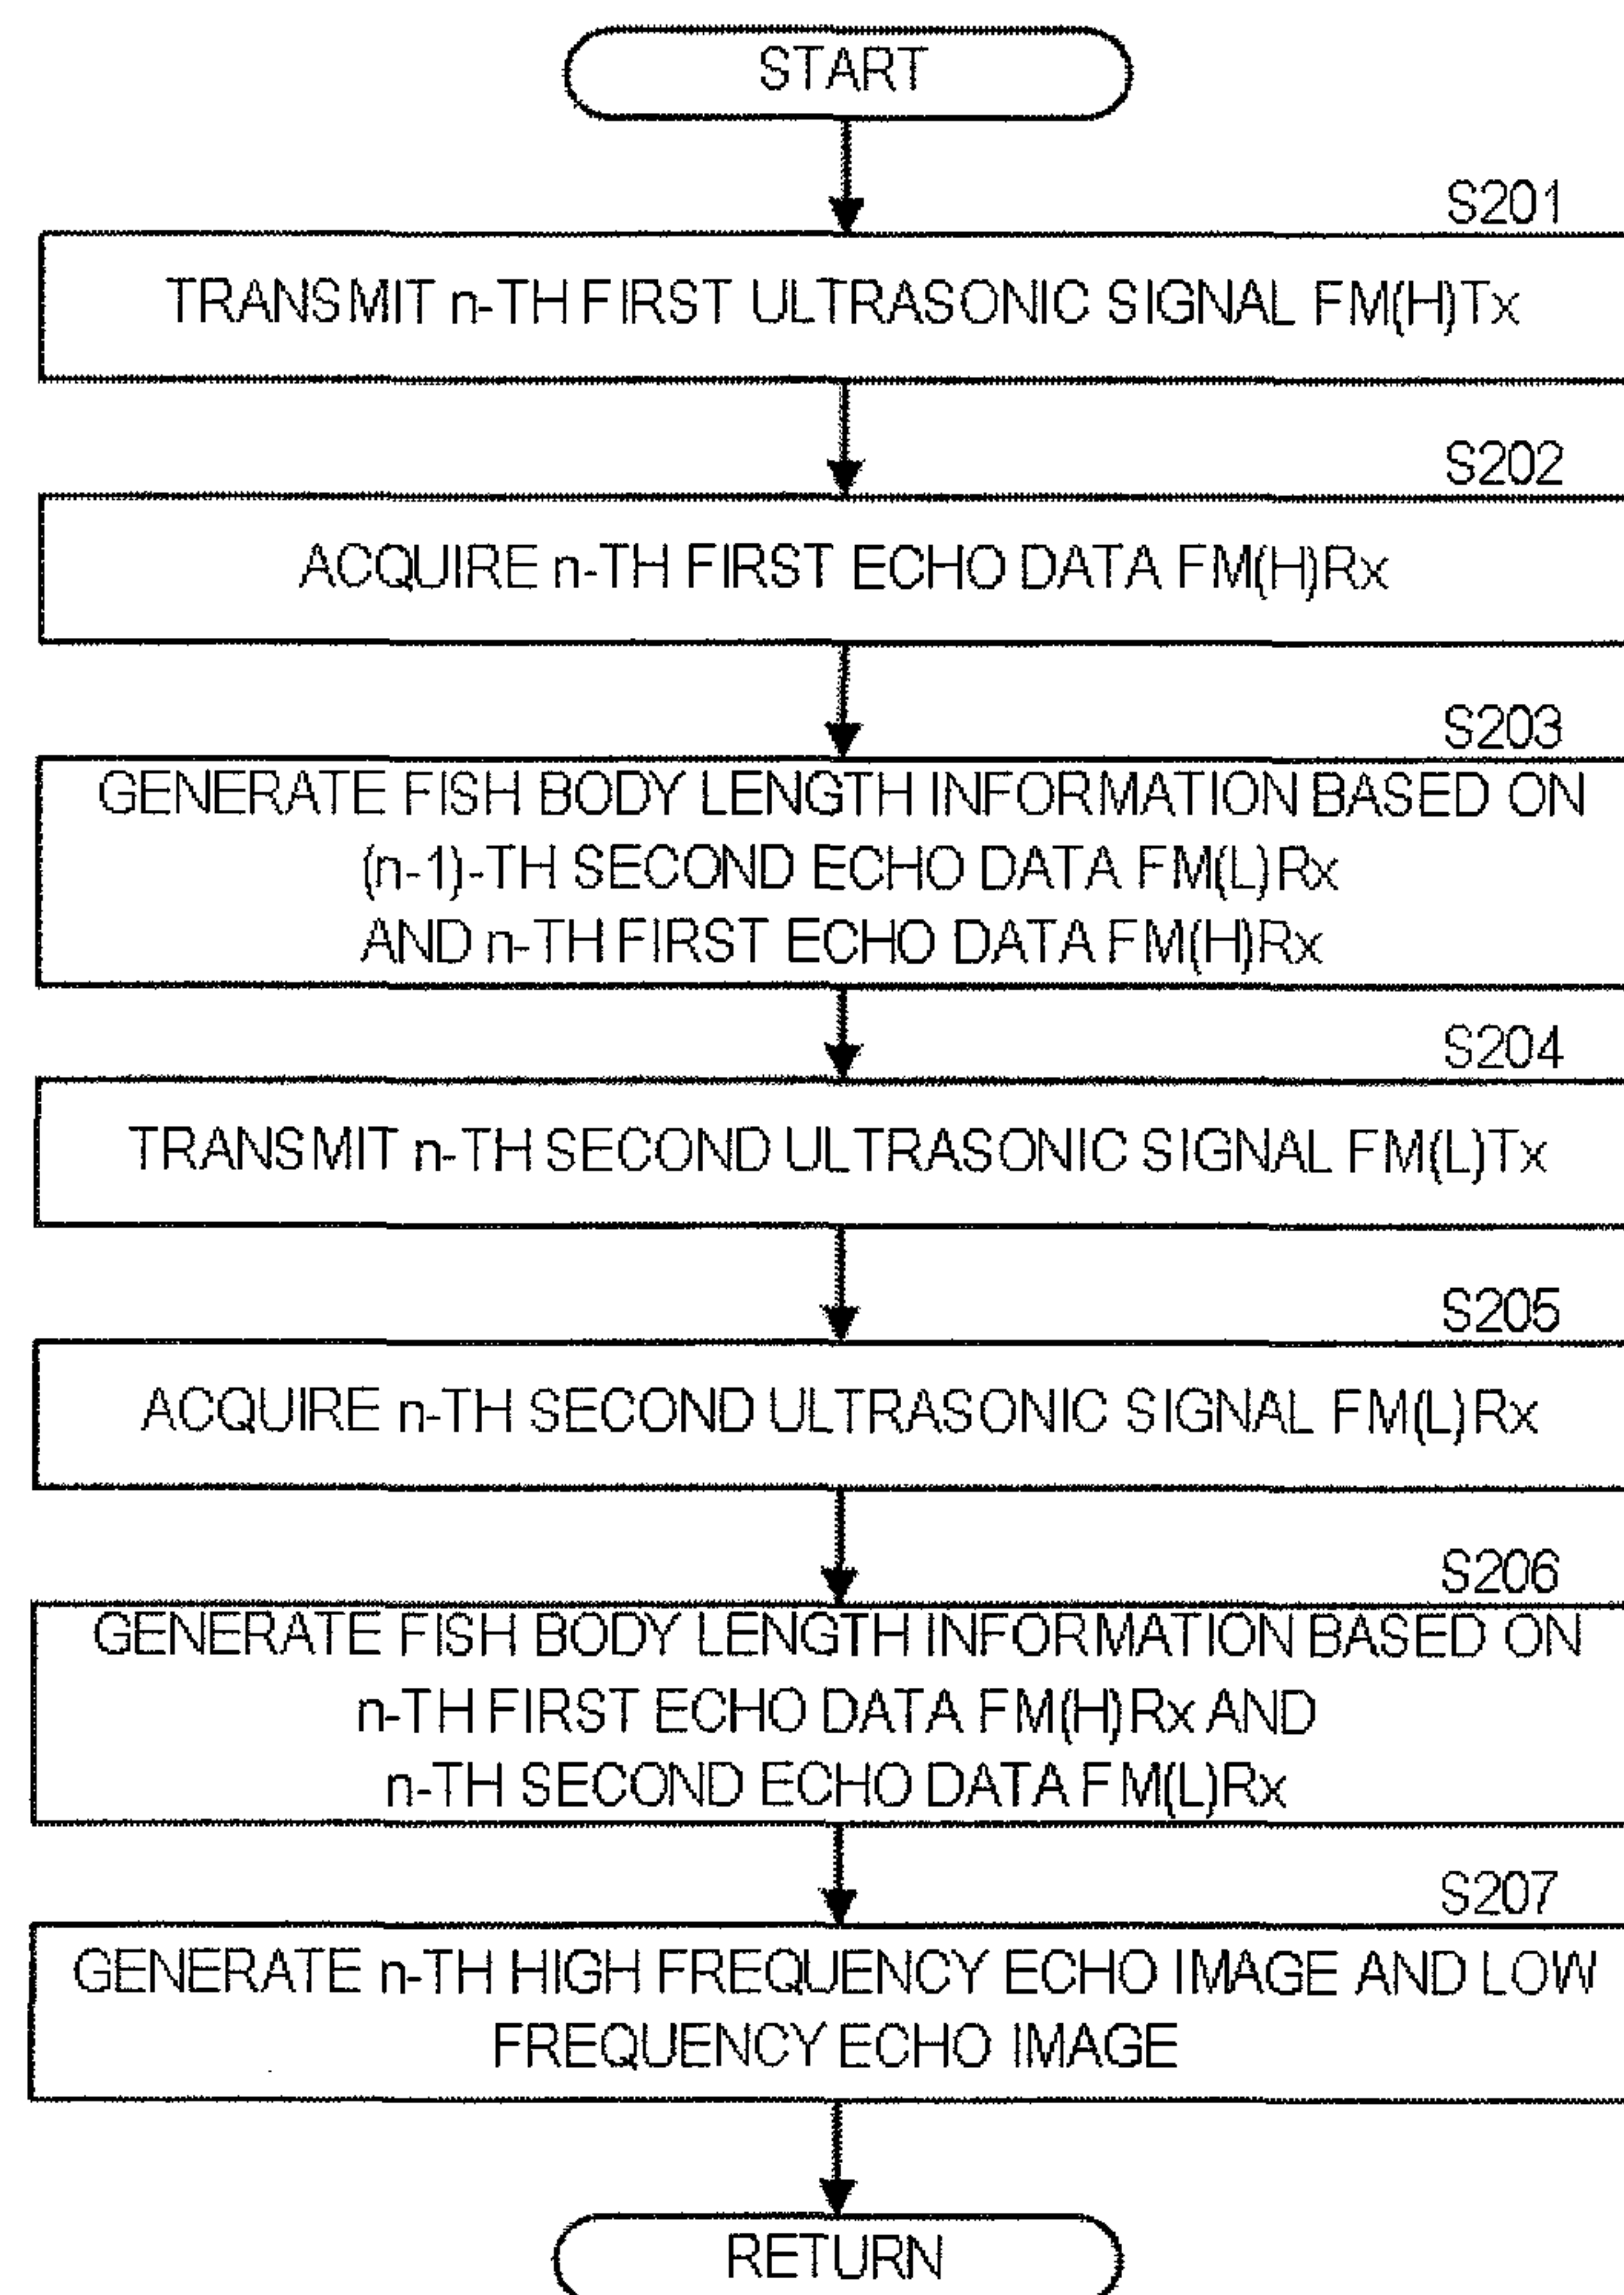 START
S201
TRANSMIT n-TH FIRST ULTRASONIC SIGNAL FM(H)Tx
S202
ACQUIRE n-TH FIRST ECHO DATA FM(H)Rx
S203
GENERATE FISH BODY LENGTH INFORMATION BASED ON
(n-1)-TH SECOND ECHO DATA FM(L)Rx
AND n-TH FIRST ECHO DATA FM(H)Rx
S204
TRANSMIT n-TH SECOND ULTRASONIC SIGNAL FM(L)Tx
S205
ACQUIRE n-TH SECOND ULTRASONIC SIGNAL FM(L)Rx
S206
GENERATE FISH BODY LENGTH INFORMATION BASED ON
n-TH FIRST ECHO DATA FM(H)Rx AND
n-TH SECOND ECHO DATA FM(L)Rx
S207
GENERATE n-TH HIGH FREQUENCY ECHO IMAGE AND LOW
FREQUENCY ECHO IMAGE
RETURN